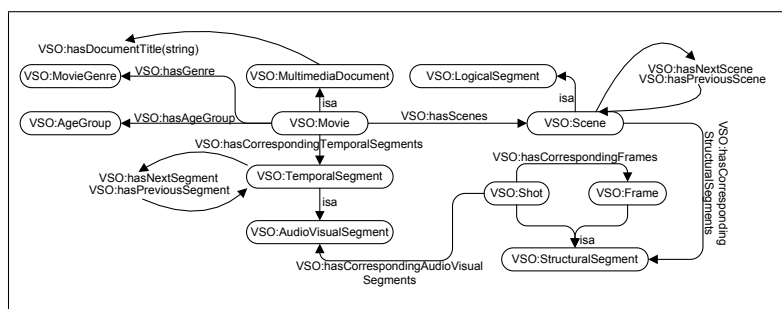 VSO:hasDocumentTitle(string)
VSO:MovieGenre
VSO:hasGenre
VSO:MultimediaDocument
VSO:LogicalSegment
VSO:hasNextScene
VSO:hasPreviousScene
isa
isa
VSO:AgeGroup
VSO:hasAgeGroup
VSO:Movie
VSO:hasScenes
VSO:Scene
VSO:hasCorrespondingTemporalSegments
VSO:hasCorresponding
StructuralSegments
VSO:hasCorrespondingFrames
VSO:hasNextSegment
VSO:hasPreviousSegment
VSO:TemporalSegment
VSO:Shot
VSO:Frame
isa
VSO:AudioVisualSegment
isa
VSO:StructuralSegment
VSO:hasCorrespondingAudioVisual
Segments